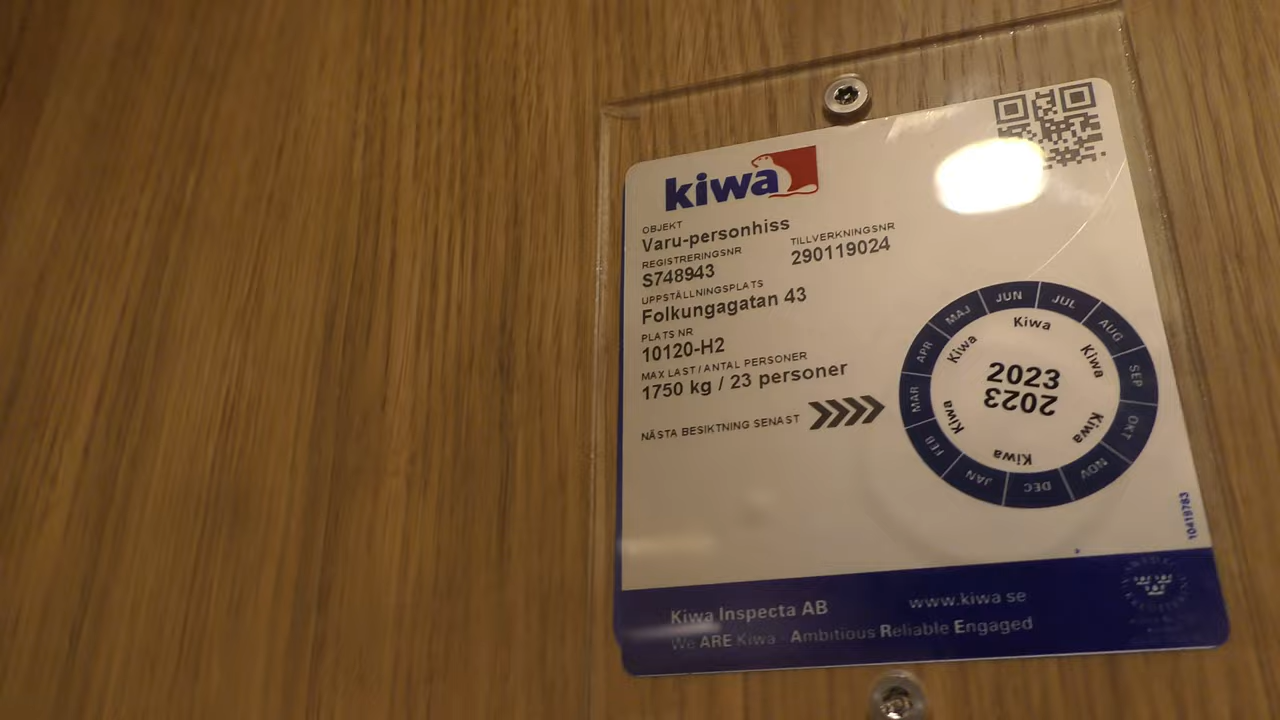 kiwa
OBJEKT
Varu-personhiss
REGISTRERINGSNR TILLVERKNINGSNR
S748943 290119024
UPPSTÄLLNINGSPLATS
Folkungagatan 43
PLATS NR
10120-H2
MAX LAST / ANTAL PERSONER
1750 kg / 23 personer
NÄSTA BESIKTNING SENAST
JAN FEB MAR APR MAJ JUN JUL AUG SEP OKT NOV DEC
Kiwa Kiwa Kiwa Kiwa Kiwa Kiwa
2023
2023
10419783
Kiwa Inspecta AB www.kiwa.se
We ARE Kiwa - Ambitious Reliable Engaged